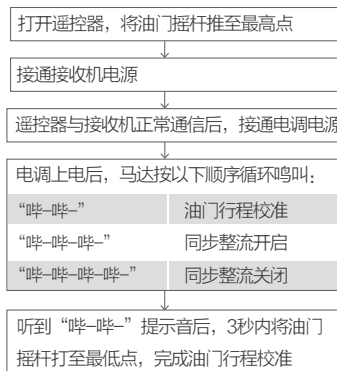 打开遥控器，将油门摇杆推至最高点
接通接收机电源
遥控器与接收机正常通信后，接通电调电源
电调上电后，马达按以下顺序循环鸣叫：
“哔–哔–” 油门行程校准
“哔–哔–哔–” 同步整流开启
“哔–哔–哔–哔–” 同步整流关闭
听到“哔–哔–”提示音后，3秒内将油门
摇杆打至最低点，完成油门行程校准